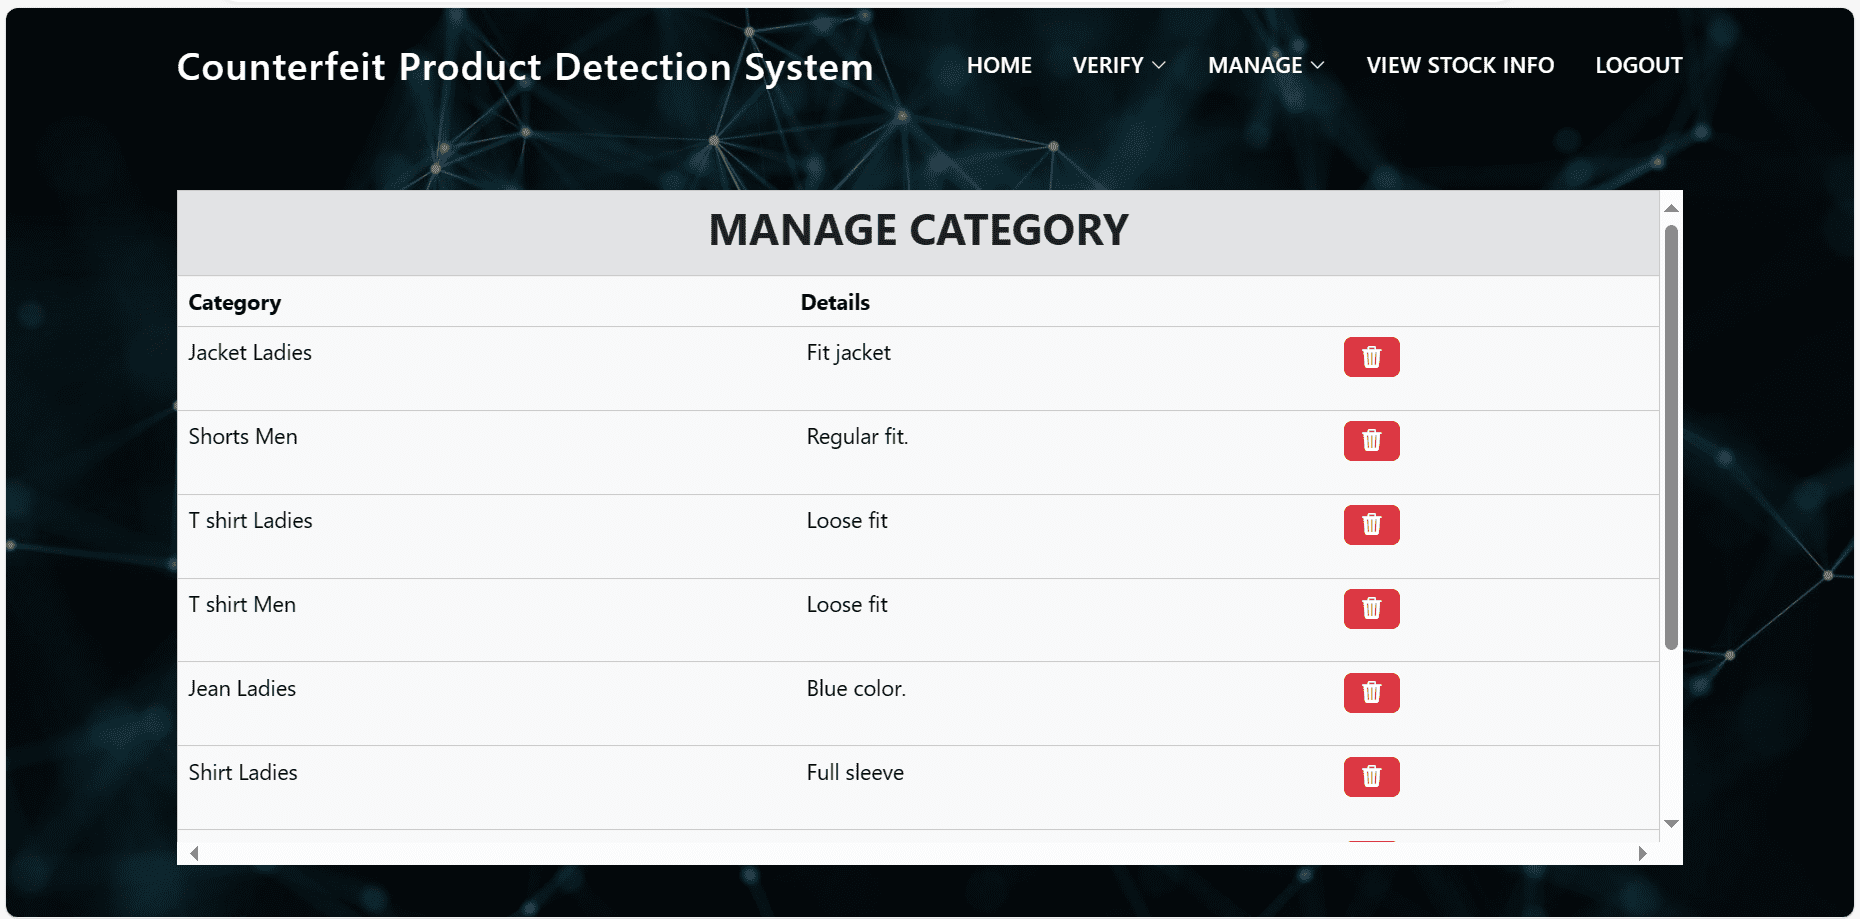 Counterfeit Product Detection System HOME VERIFY MANAGE VIEW STOCK INFO LOGOUT
MANAGE CATEGORY
Category Details
Jacket Ladies Fit jacket
Shorts Men Regular fit.
T shirt Ladies Loose fit
T shirt Men Loose fit
Jean Ladies Blue color.
Shirt Ladies Full sleeve